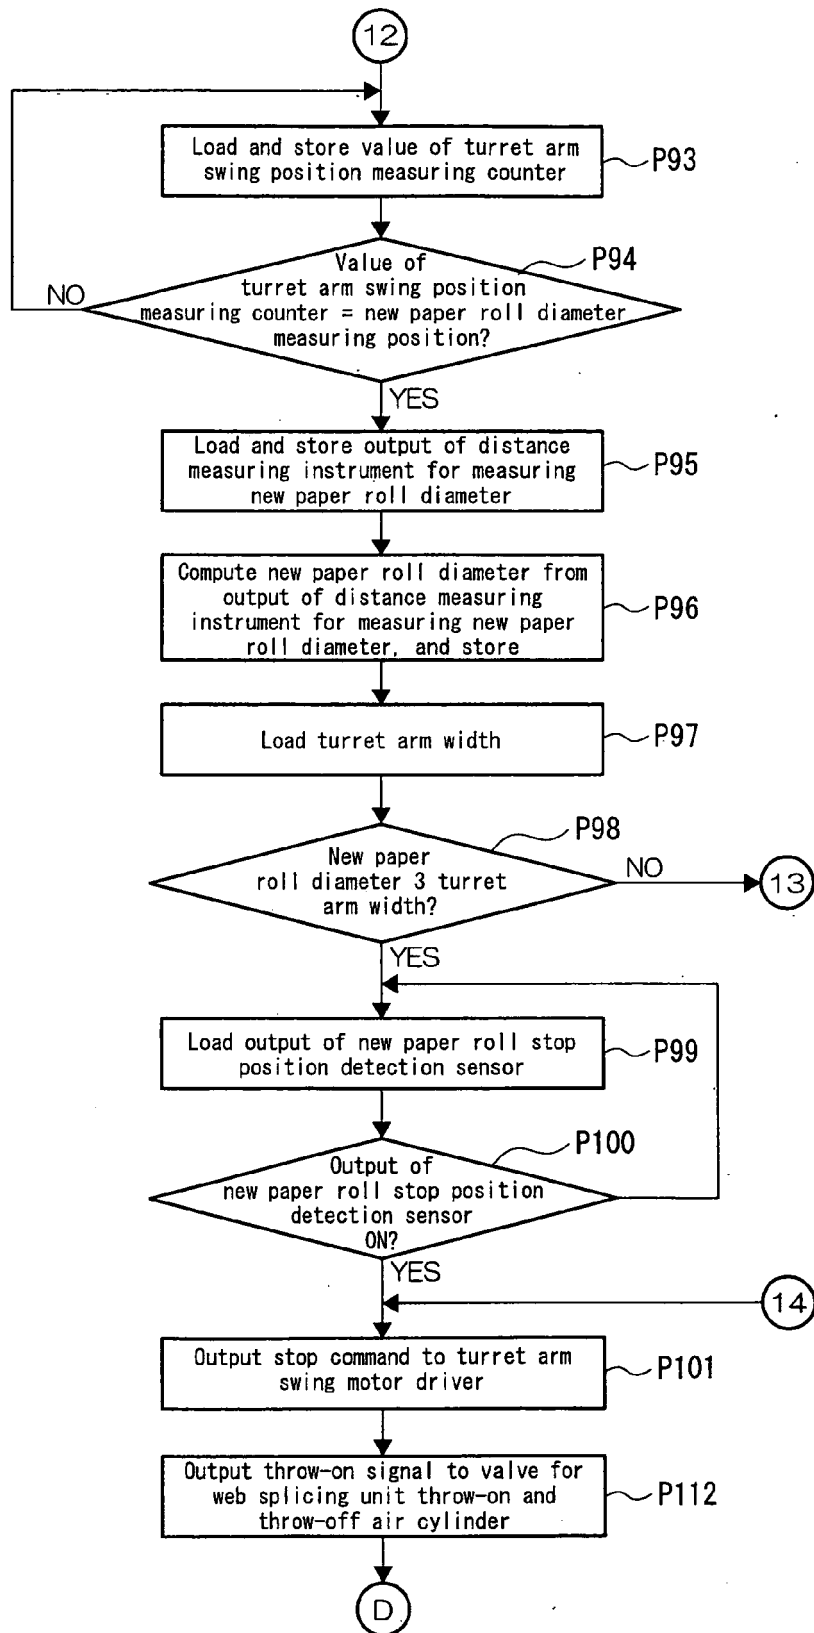 12
Load and store value of turret arm
swing position measuring counter
P93
P94
Value of
turret arm swing position
measuring counter = new paper roll diameter
measuring position?
NO
YES
Load and store output of distance
measuring instrument for measuring
new paper roll diameter
P95
Compute new paper roll diameter from
output of distance measuring
instrument for measuring new paper
roll diameter, and store
P96
Load turret arm width
P97
P98
New paper
roll diameter 3 turret
arm width?
NO
13
YES
Load output of new paper roll stop
position detection sensor
P99
P100
Output of
new paper roll stop position
detection sensor
ON?
YES
14
Output stop command to turret arm
swing motor driver
P101
Output throw-on signal to valve for
web splicing unit throw-on and
throw-off air cylinder
P112
D